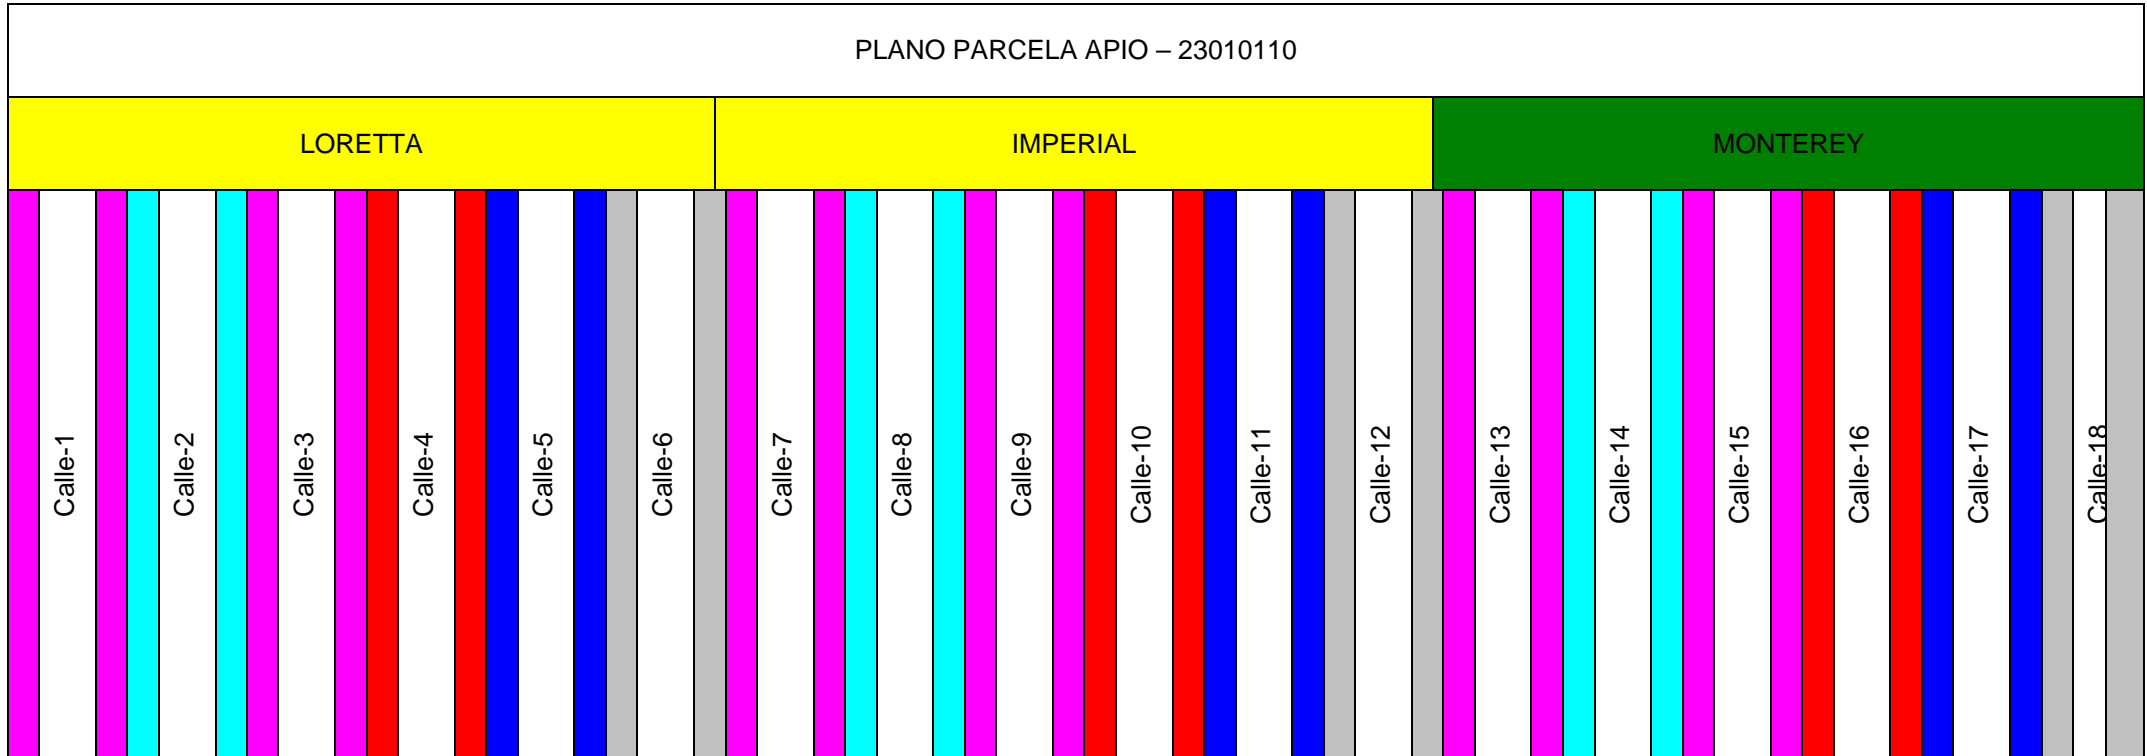 PLANO PARCELA APIO – 23010110
LORETTA
IMPERIAL
MONTEREY
Calle-1
Calle-2
Calle-3
Calle-4
Calle-5
Calle-6
Calle-7
Calle-8
Calle-9
Calle-10
Calle-11
Calle-12
Calle-13
Calle-14
Calle-15
Calle-16
Calle-17
Calle-18